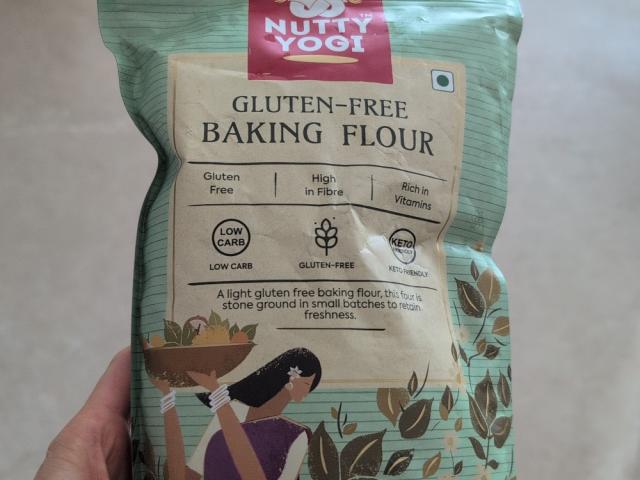 NUTTY™
YOGI
GLUTEN-FREE
BAKING FLOUR
Gluten
Free
High
in Fibre
Rich in
Vitamins
LOW
CARB
LOW CARB
GLUTEN-FREE
KETO
FRIENDLY
KETO FRIENDLY
A light gluten free baking flour, this flour is
stone ground in small batches to retain
freshness.